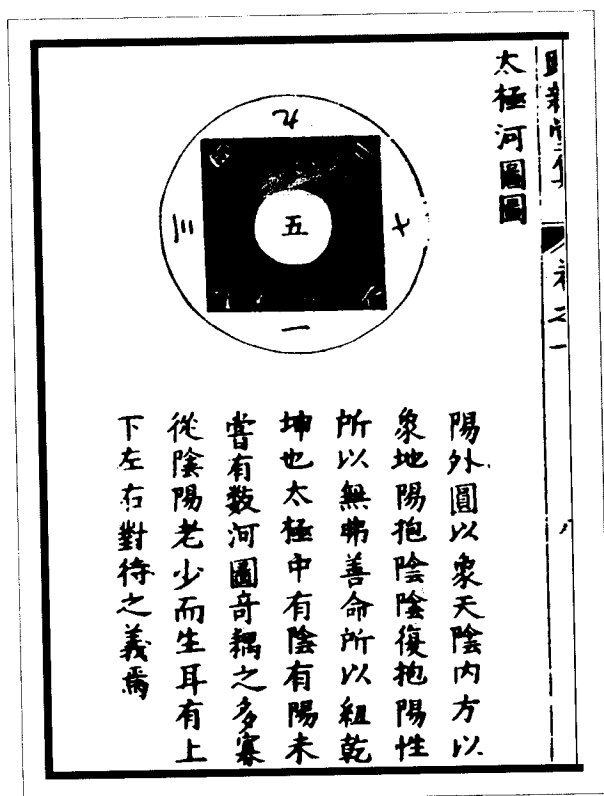 太極河圖圖
九
三
五
七
一
陽外圓以象天陰内方以
象地陽抱陰陰復抱陽性
所以無弗善命所以紐乾
坤也太極中有陰有陽未
嘗有数河圖奇耦之多寡
從陰陽老少而生耳有上
下左右對待之義焉